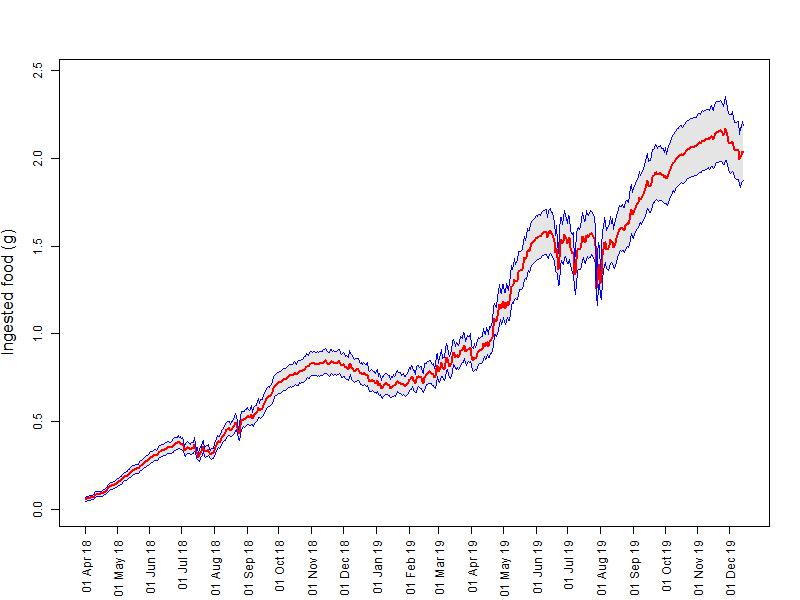 Ingested food (g)
2.5
2.0
1.5
1.0
0.5
0.0
01 Apr 18
01 May 18
01 Jun 18
01 Jul 18
01 Aug 18
01 Sep 18
01 Oct 18
01 Nov 18
01 Dec 18
01 Jan 19
01 Feb 19
01 Mar 19
01 Apr 19
01 May 19
01 Jun 19
01 Jul 19
01 Aug 19
01 Sep 19
01 Oct 19
01 Nov 19
01 Dec 19